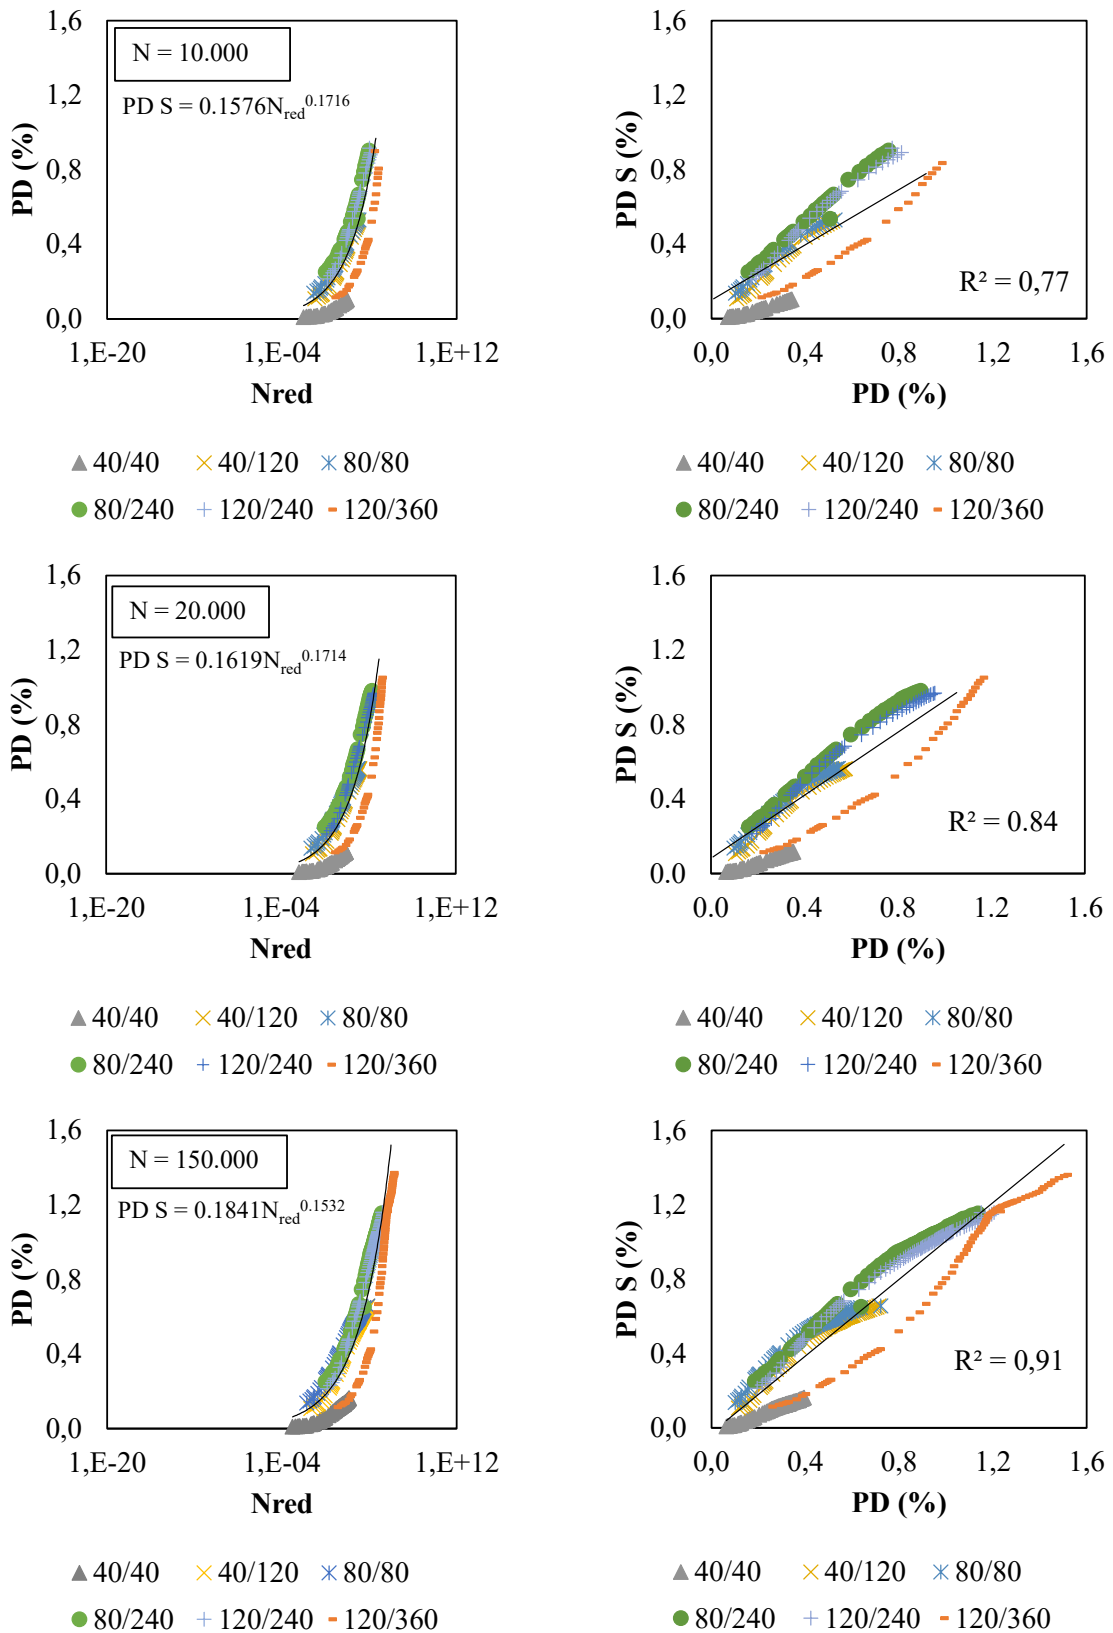 1,6
1,2
0,8
0,4
0,0
PD (%)
N = 10.000
PD S = 0.1576Nred^0.1716
1,E-20 1,E-04 1,E+12
Nred
40/40 40/120 80/80
80/240 120/240 120/360
1,6
1,2
0,8
0,4
0,0
PD S (%)
R² = 0,77
0,0 0,4 0,8 1,2 1,6
PD (%)
40/40 40/120 80/80
80/240 120/240 120/360
1.6
1.2
0.8
0.4
0,0
PD (%)
N = 20.000
PD S = 0.1619Nred^0.1714
1,E-20 1,E-04 1,E+12
Nred
40/40 40/120 80/80
80/240 120/240 120/360
1.6
1.2
0.8
0.4
0,0
PD S (%)
R² = 0.84
0.0 0.4 0.8 1.2 1.6
PD (%)
40/40 40/120 80/80
80/240 120/240 120/360
1,6
1,2
0,8
0,4
0,0
PD (%)
N = 150.000
PD S = 0.1841Nred^0.1532
1,E-20 1,E-04 1,E+12
Nred
40/40 40/120 80/80
80/240 120/240 120/360
1,6
1,2
0,8
0,4
0,0
PD S (%)
R² = 0,91
0,0 0,4 0,8 1,2 1,6
PD (%)
40/40 40/120 80/80
80/240 120/240 120/360